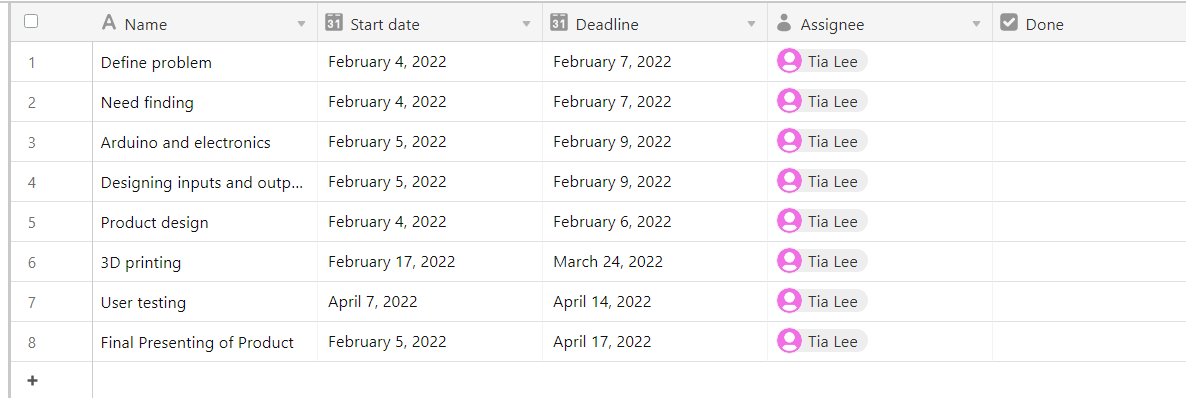 Name Start date Deadline Assignee Done
1 Define problem February 4, 2022 February 7, 2022 Tia Lee
2 Need finding February 4, 2022 February 7, 2022 Tia Lee
3 Arduino and electronics February 5, 2022 February 9, 2022 Tia Lee
4 Designing inputs and outp... February 5, 2022 February 9, 2022 Tia Lee
5 Product design February 4, 2022 February 6, 2022 Tia Lee
6 3D printing February 17, 2022 March 24, 2022 Tia Lee
7 User testing April 7, 2022 April 14, 2022 Tia Lee
8 Final Presenting of Product February 5, 2022 April 17, 2022 Tia Lee